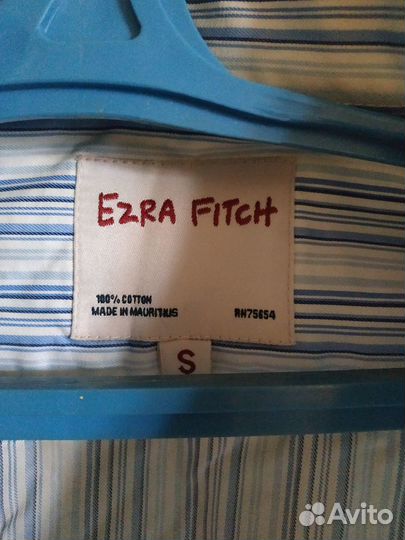 EZRA FITCH
100% COTTON
MADE IN MAURITIUS
RN75654
S
Avito